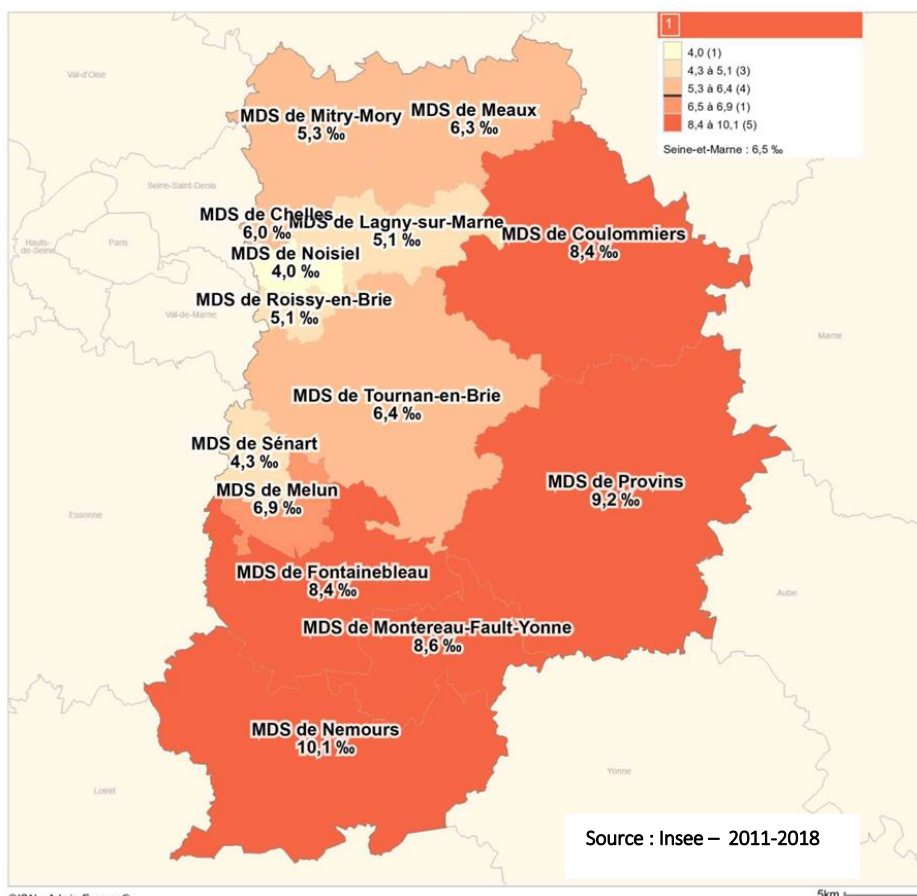 1
4,0 (1)
4,3 à 5,1 (3)
5,3 à 6,4 (4)
6,5 à 6,9 (1)
8,4 à 10,1 (5)
Seine-et-Marne : 6,5 ‰
Val-d'Oise
MDS de Mitry-Mory
5,3 ‰
MDS de Meaux
6,3 ‰
Seine-Saint-Denis
MDS de Chelles
6,0 ‰
MDS de Lagny-sur-Marne
5,1 ‰
MDS de Coulommiers
8,4 ‰
Hauts-
de-Seine
Paris
MDS de Noisiel
4,0 ‰
MDS de Roissy-en-Brie
5,1 ‰
Val-de-Marne
Marne
MDS de Tournan-en-Brie
6,4 ‰
MDS de Sénart
4,3 ‰
MDS de Melun
6,9 ‰
MDS de Provins
9,2 ‰
Essonne
MDS de Fontainebleau
8,4 ‰
Aube
MDS de Montereau-Fault-Yonne
8,6 ‰
MDS de Nemours
10,1 ‰
Yonne
Loiret
Source : Insee – 2011-2018
5km